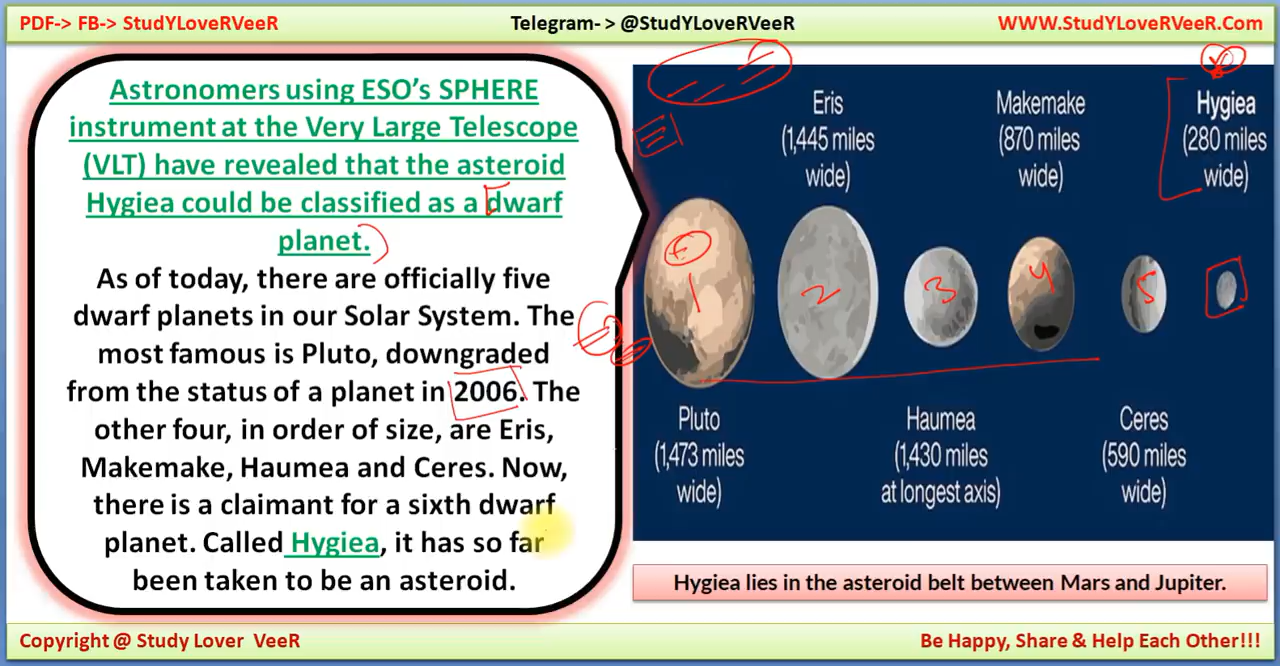 PDF-> FB-> StudYLoveRVeeR
Telegram- > @StudYLoveRVeeR
WWW.StudYLoveRVeeR.Com
Astronomers using ESO's SPHERE
instrument at the Very Large Telescope
(VLT) have revealed that the asteroid
Hygiea could be classified as a dwarf
planet.
As of today, there are officially five
dwarf planets in our Solar System. The
most famous is Pluto, downgraded
from the status of a planet in 2006. The
other four, in order of size, are Eris,
Makemake, Haumea and Ceres. Now,
there is a claimant for a sixth dwarf
planet. Called Hygiea, it has so far
been taken to be an asteroid.
Eris
(1,445 miles
wide)
Makemake
(870 miles
wide)
Hygiea
(280 miles
wide)
1
2
3
4
5
Pluto
(1,473 miles
wide)
Haumea
(1,430 miles
at longest axis)
Ceres
(590 miles
wide)
Hygiea lies in the asteroid belt between Mars and Jupiter.
Copyright @ Study Lover VeeR
Be Happy, Share & Help Each Other!!!